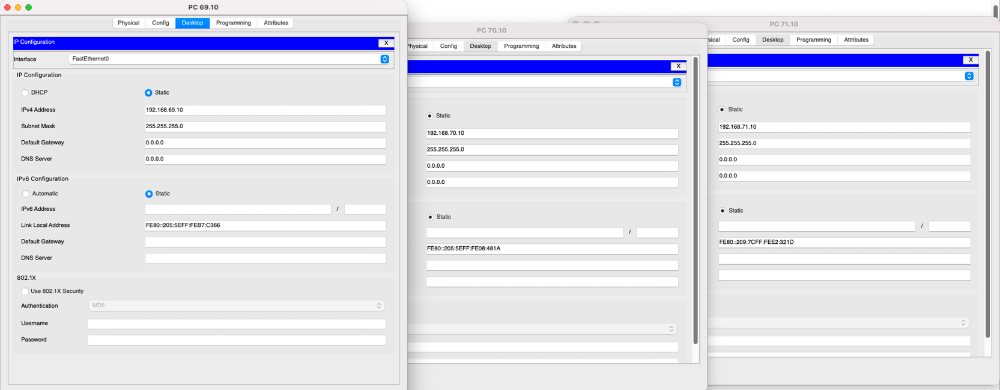 PC 69.10
Physical Config Desktop Programming Attributes
IP Configuration
X
Interface FastEthernet0
IP Configuration
DHCP Static
IPv4 Address 192.168.69.10
Subnet Mask 255.255.255.0
Default Gateway 0.0.0.0
DNS Server 0.0.0.0
IPv6 Configuration
Automatic Static
IPv6 Address /
Link Local Address FE80::205:5EFF:FEB7:C366
Default Gateway
DNS Server
802.1X
Use 802.1X Security
Authentication MD5
Username
Password
PC 70.10
Physical Config Desktop Programming Attributes
X
Static
192.168.70.10
255.255.255.0
0.0.0.0
0.0.0.0
Static
/
FE80::205:5EFF:FE08:481A
PC 71.10
sical Config Desktop Programming Attributes
X
Static
192.168.71.10
255.255.255.0
0.0.0.0
0.0.0.0
Static
/
FE80::209:7CFF:FEE2:321D